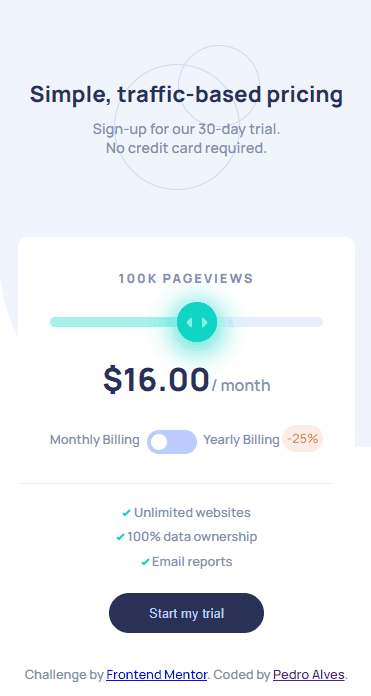 Simple, traffic-based pricing
Sign-up for our 30-day trial.
No credit card required.
100K PAGEVIEWS
$16.00/ month
Monthly Billing Yearly Billing -25%
Unlimited websites
100% data ownership
Email reports
Start my trial
Challenge by Frontend Mentor. Coded by Pedro Alves.